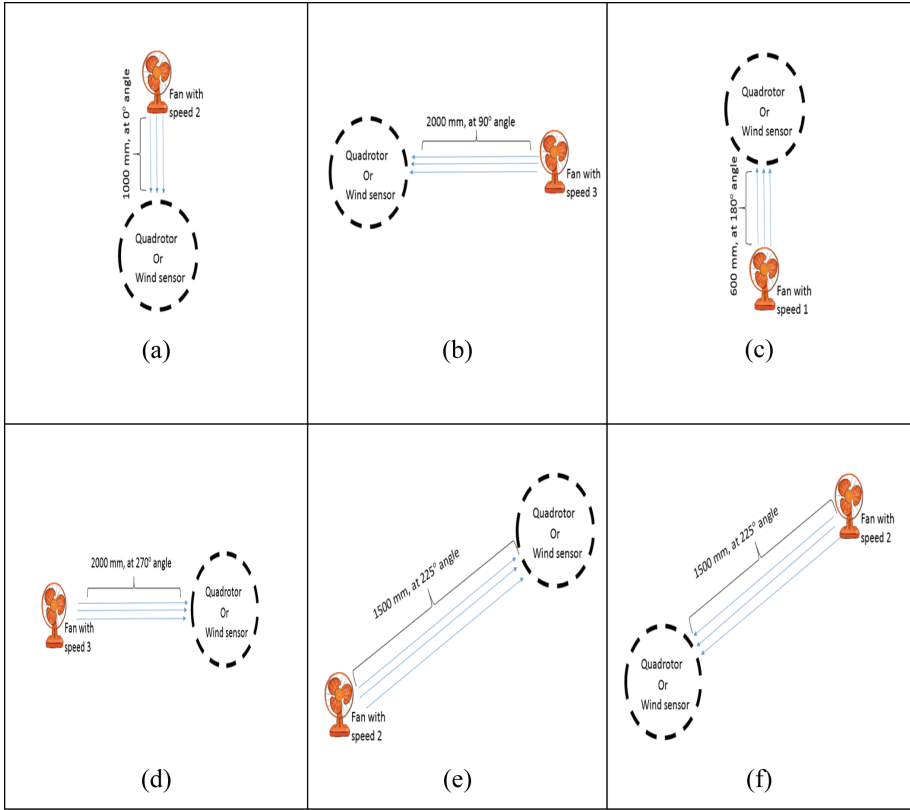 1000 mm, at 0° angle
Fan with
speed 2
Quadrotor
Or
Wind sensor
(a)
2000 mm, at 90° angle
Quadrotor
Or
Wind sensor
Fan with
speed 3
(b)
Quadrotor
Or
Wind sensor
600 mm, at 180° angle
Fan with
speed 1
(c)
2000 mm, at 270° angle
Quadrotor
Or
Wind sensor
Fan with
speed 3
(d)
Quadrotor
Or
Wind sensor
1500 mm, at 225° angle
Fan with
speed 2
(e)
Fan with
speed 2
1500 mm, at 225° angle
Quadrotor
Or
Wind sensor
(f)